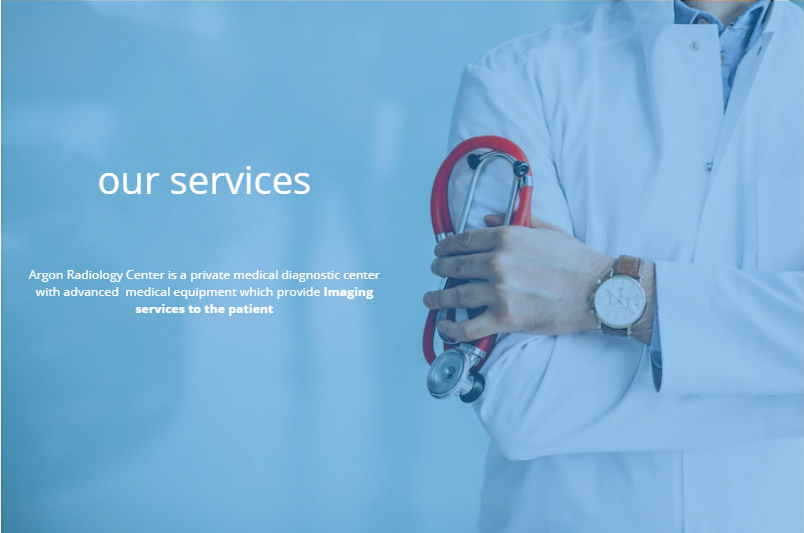 our services
Argon Radiology Center is a private medical diagnostic center
with advanced  medical equipment which provide Imaging
services to the patient